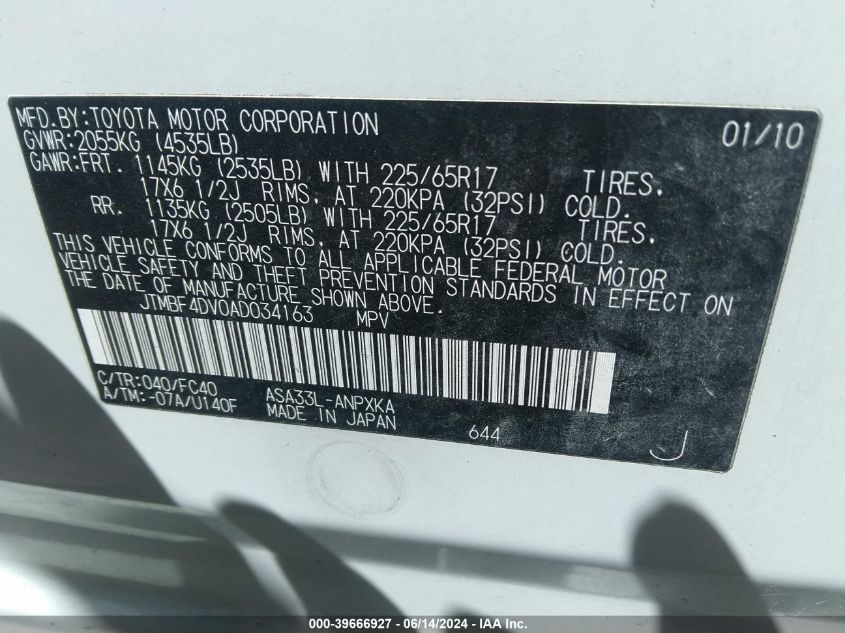 MFD.BY:TOYOTA MOTOR CORPORATION 01/10
GVWR:2055KG (4535LB)
GAWR:FRT. 1145KG (2535LB) WITH 225/65R17 TIRES,
17X6 1/2J RIMS, AT 220KPA (32PSI) COLD.
RR. 1135KG (2505LB) WITH 225/65R17 TIRES,
17X6 1/2J RIMS, AT 220KPA (32PSI) COLD.
THIS VEHICLE CONFORMS TO ALL APPLICABLE FEDERAL MOTOR
VEHICLE SAFETY AND THEFT PREVENTION STANDARDS IN EFFECT ON
THE DATE OF MANUFACTURE SHOWN ABOVE.
JTMBF4DV0AD034163 MPV
C/TR:040/FC40 ASA33L-ANPXKA
A/TM:-07A/U140F MADE IN JAPAN
644 J
000-39666927 - 06/14/2024 - IAA Inc.